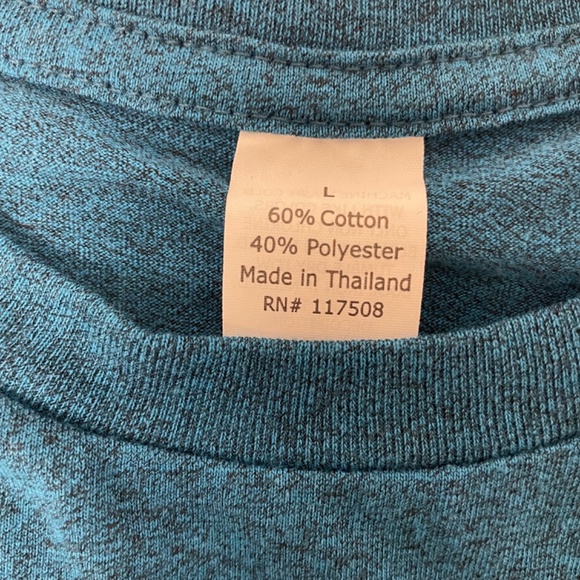 L
60% Cotton
40% Polyester
Made in Thailand
RN# 117508